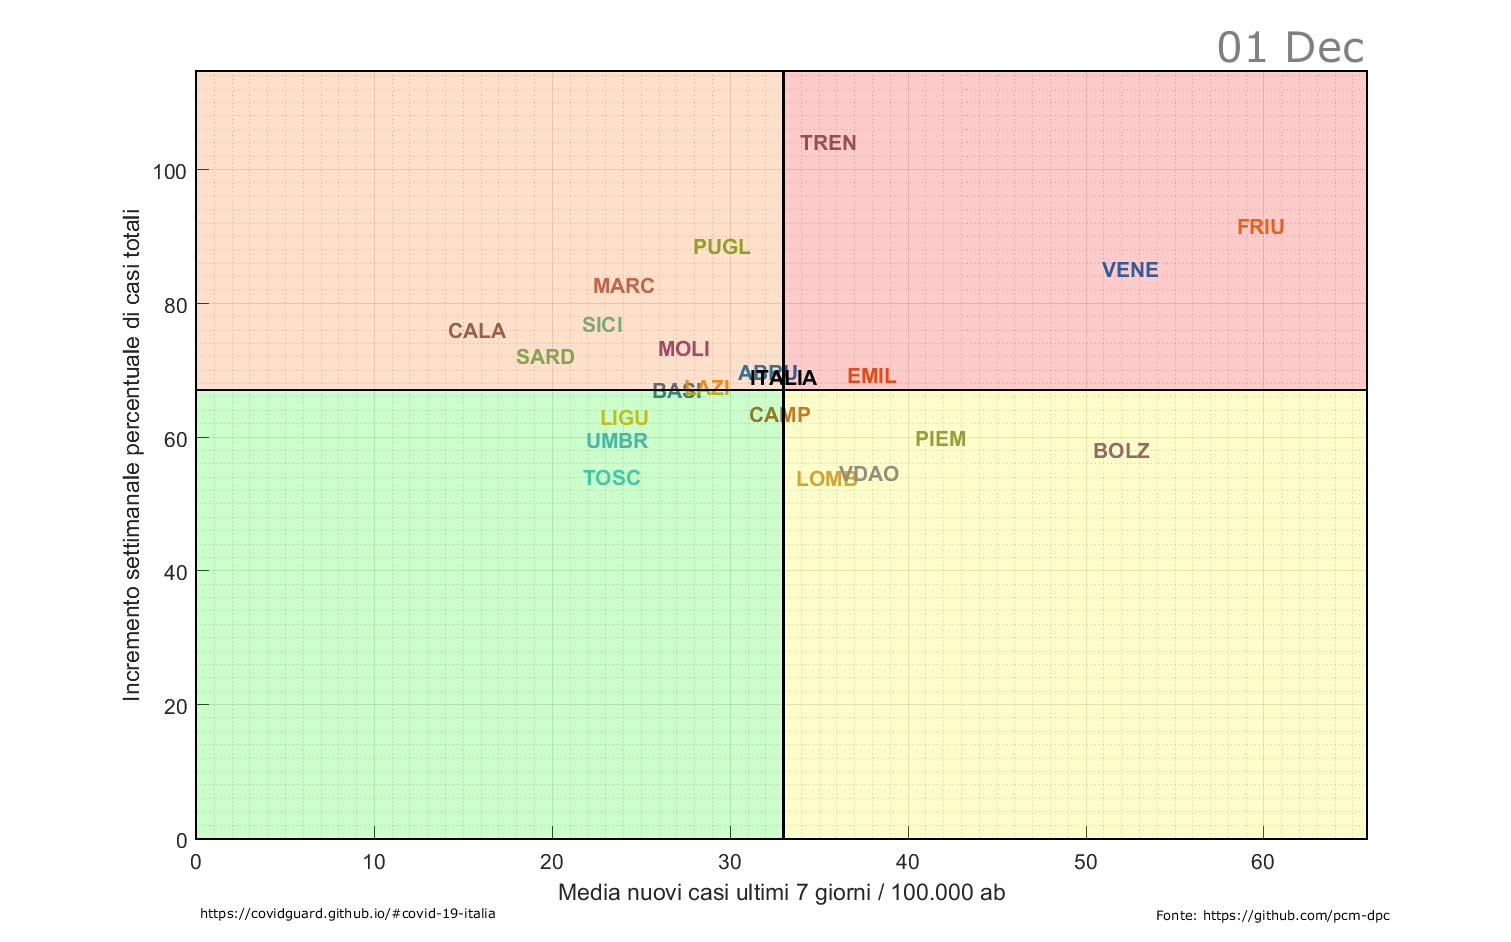 01 Dec
Incremento settimanale percentuale di casi totali
100
80
60
40
20
0
TREN
FRIU
PUGL
VENE
MARC
SICI
CALA
MOLI
SARD
ABRU
ITALIA
EMIL
BASI
LAZI
CAMP
LIGU
UMBR
PIEM
BOLZ
TOSC
LOMB
VDAO
0 10 20 30 40 50 60
Media nuovi casi ultimi 7 giorni / 100.000 ab
https://covidguard.github.io/#covid-19-italia
Fonte: https://github.com/pcm-dpc